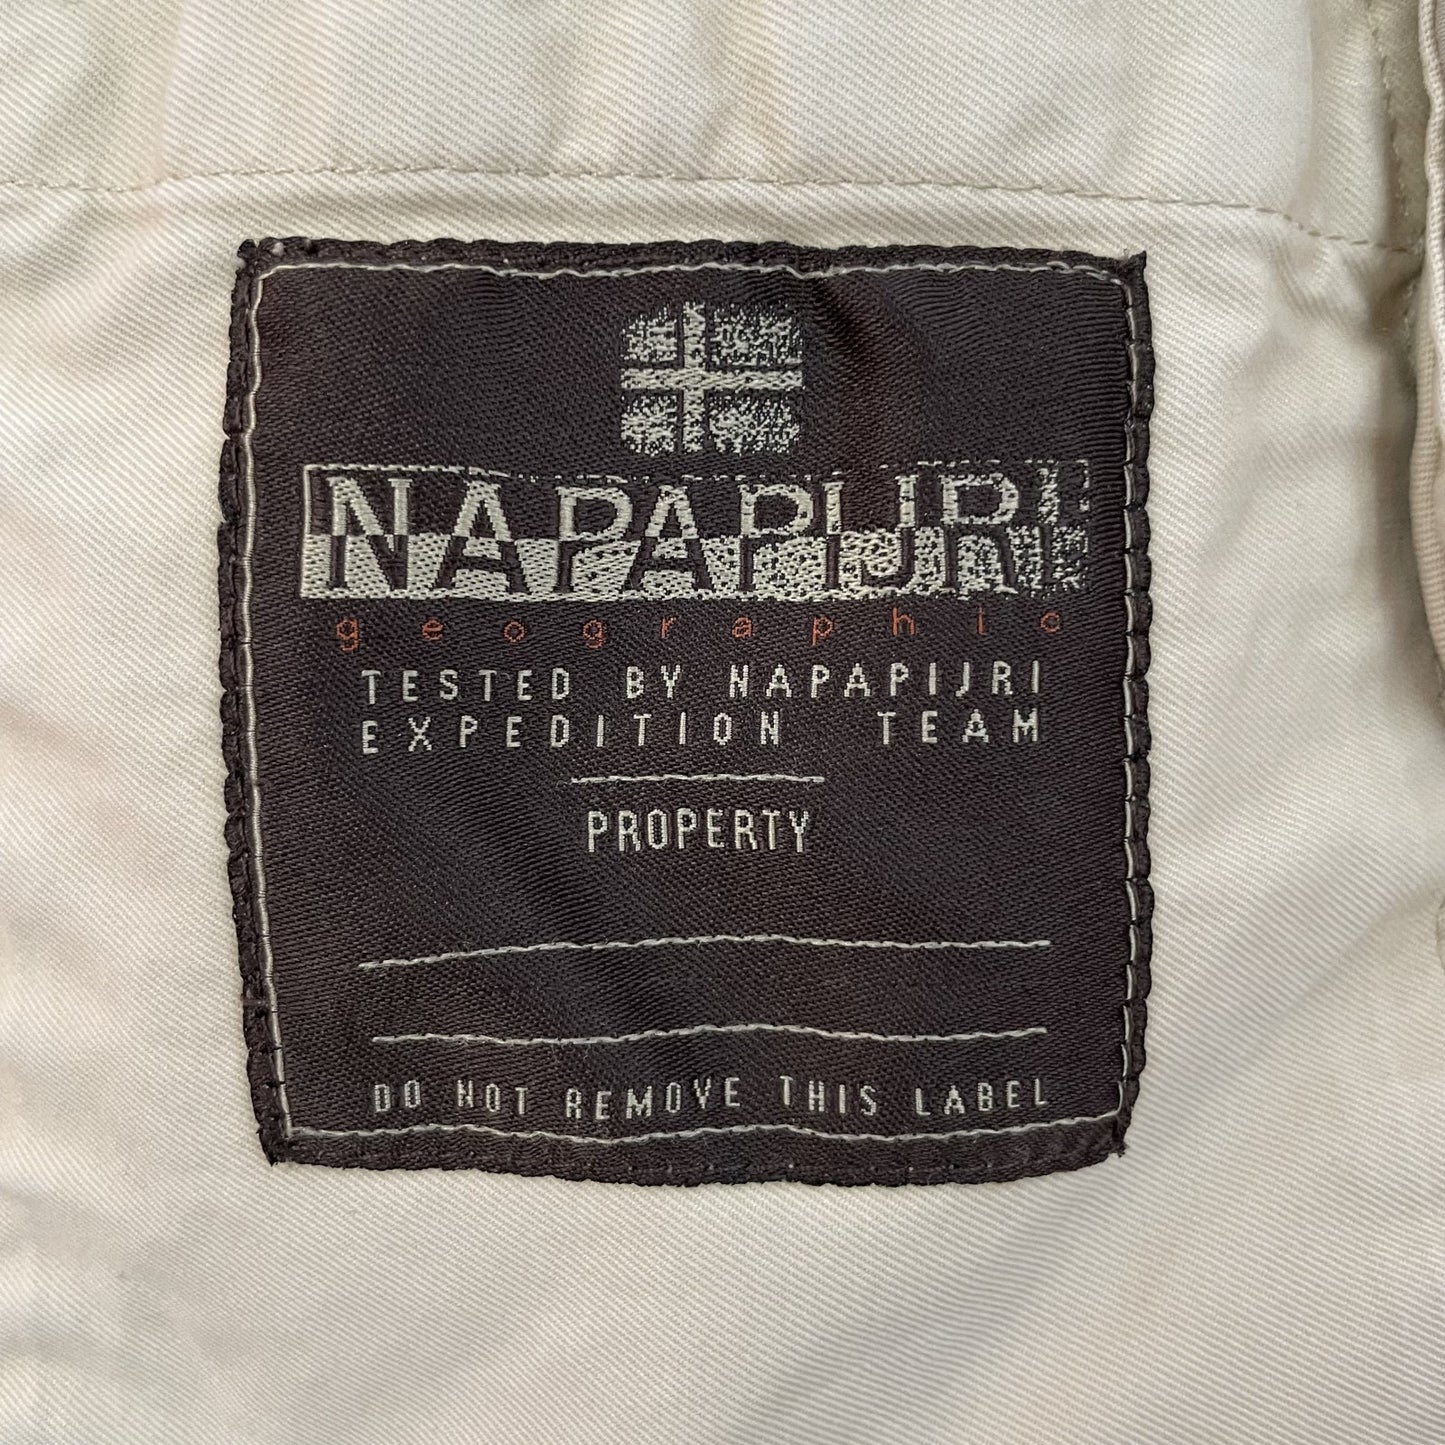 NAPAPIJRI
geographic
TESTED BY NAPAPIJRI
EXPEDITION TEAM
PROPERTY
DO NOT REMOVE THIS LABEL